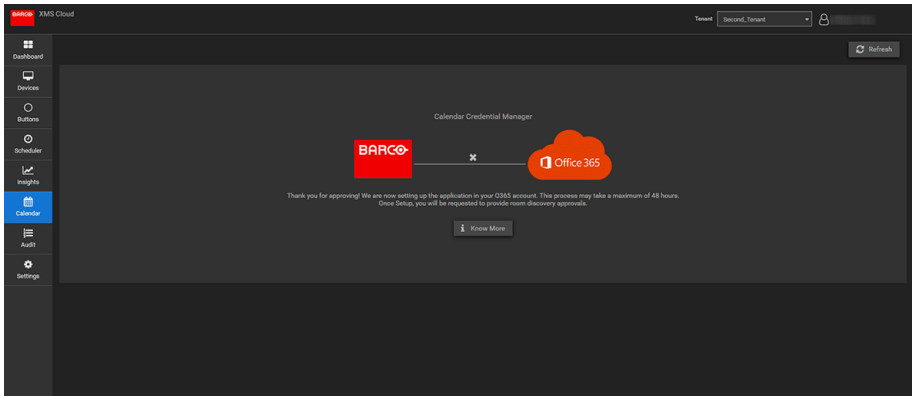 BARCO XMS Cloud
Tenant Second_Tenant
Refresh
Dashboard
Devices
Buttons
Scheduler
Insights
Calendar
Audit
Settings
Calendar Credential Manager
BARCO
Office 365
Thank you for approving! We are now setting up the application in your O365 account. This process may take a maximum of 48 hours.
Once Setup, you will be requested to provide room discovery approvals.
Know More